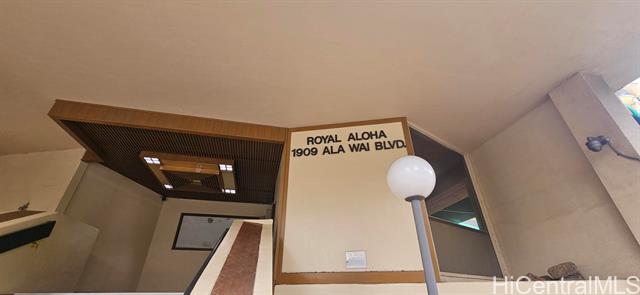 ROYAL ALOHA
1909 ALA WAI BLVD.
HiCentralMLS